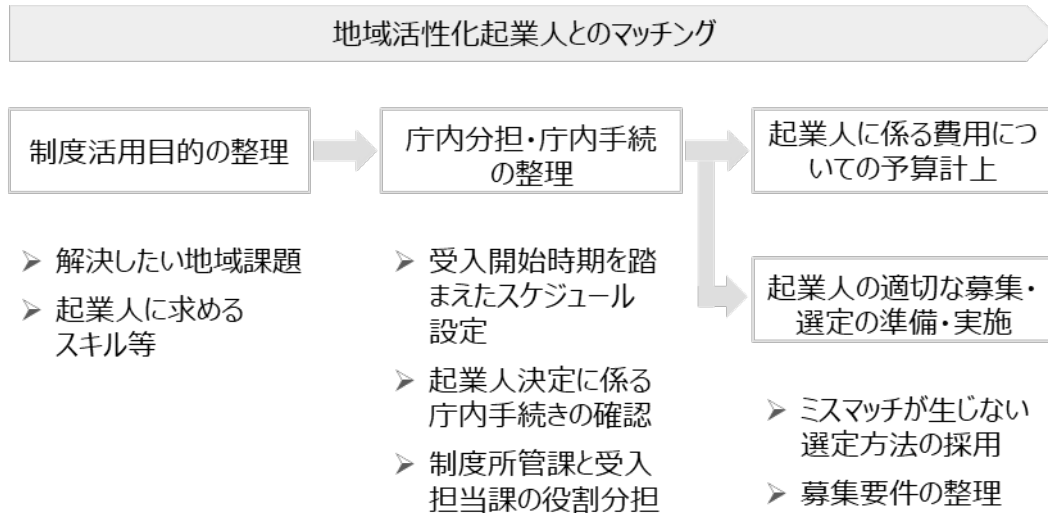 地域活性化起業人とのマッチング
制度活用目的の整理
➢ 解決したい地域課題
➢ 起業人に求める
スキル等
庁内分担・庁内手続
の整理
➢ 受入開始時期を踏
まえたスケジュール
設定
➢ 起業人決定に係る
庁内手続きの確認
➢ 制度所管課と受入
担当課の役割分担
起業人に係る費用につ
いての予算計上
起業人の適切な募集・
選定の準備・実施
➢ ミスマッチが生じない
選定方法の採用
➢ 募集要件の整理